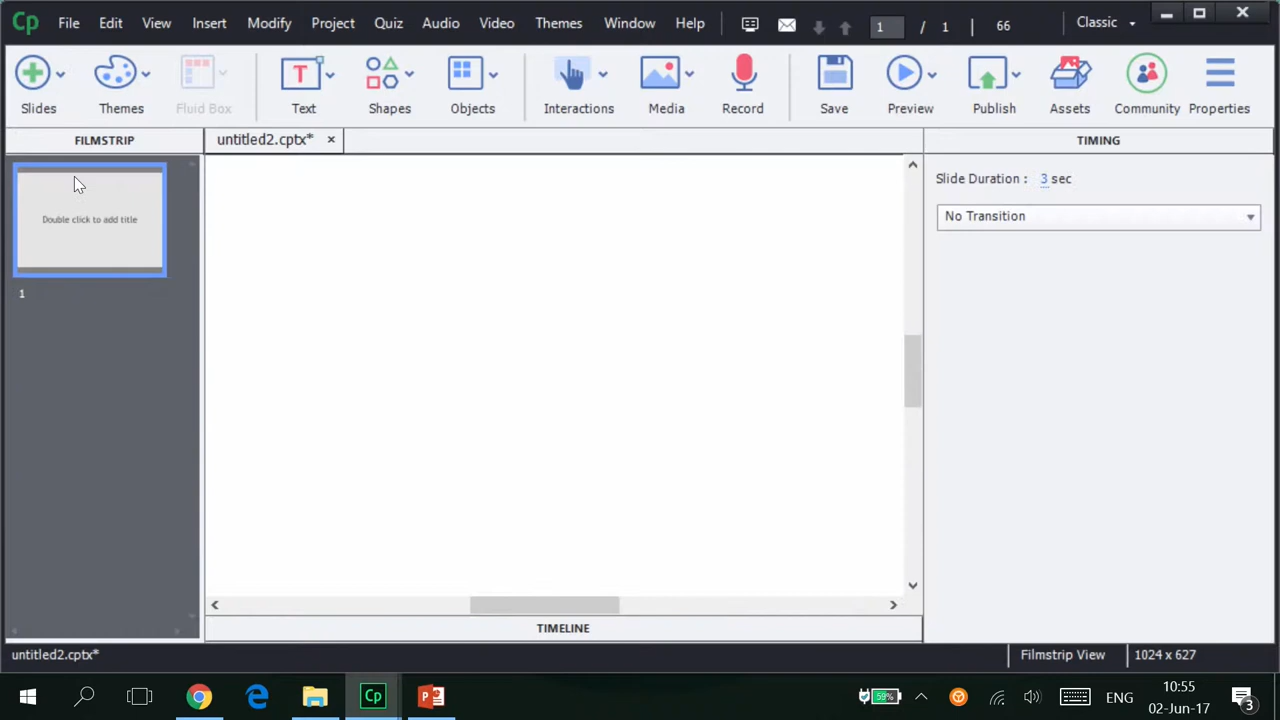 Cp File Edit View Insert Modify Project Quiz Audio Video Themes Window Help 1 / 1 66 Classic
Slides Themes Fluid Box Text Shapes Objects Interactions Media Record Save Preview Publish Assets Community Properties
FILMSTRIP untitled2.cptx* × TIMING
Double click to add title
1
Slide Duration : 3 sec
No Transition
TIMELINE
untitled2.cptx* Filmstrip View 1024 x 627
Cp 59% ENG 10:55
02-Jun-17 3